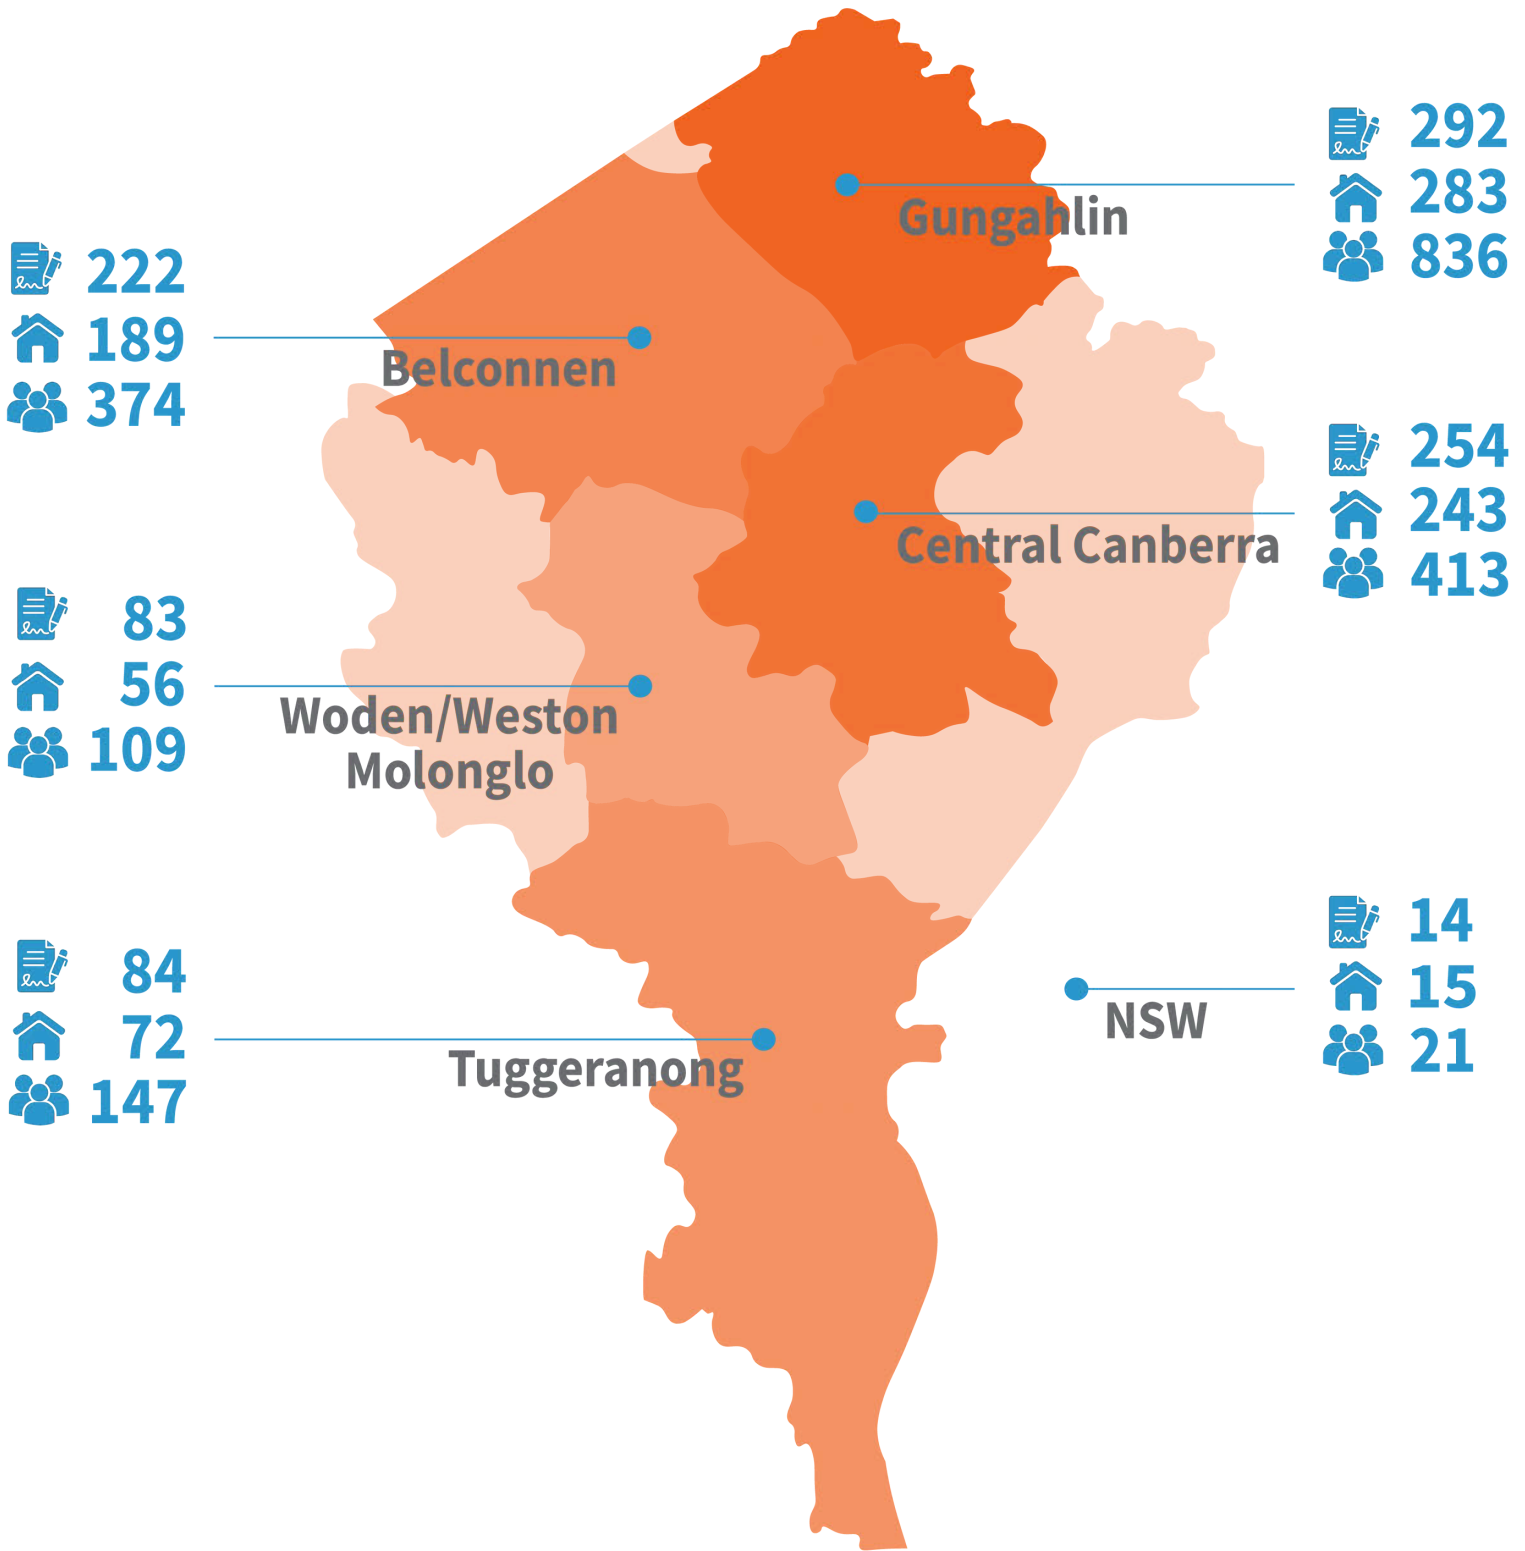 292
283
Gungahlin
836
222
189
Belconnen
374
254
243
Central Canberra
413
83
56
Woden/Weston
Molonglo
109
14
15
NSW
21
84
72
Tuggeranong
147